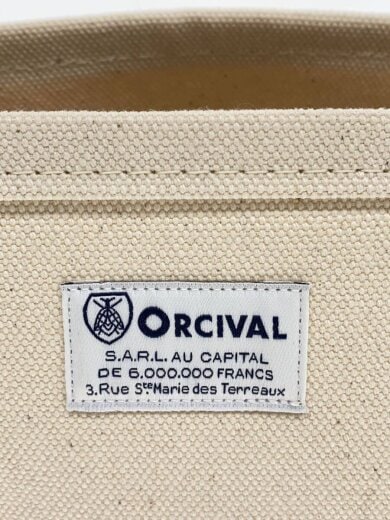 ORCIVAL
S.A.R.L. AU CAPITAL
DE 6.000.000 FRANCS
3.Rue Ste Marie des Terreaux